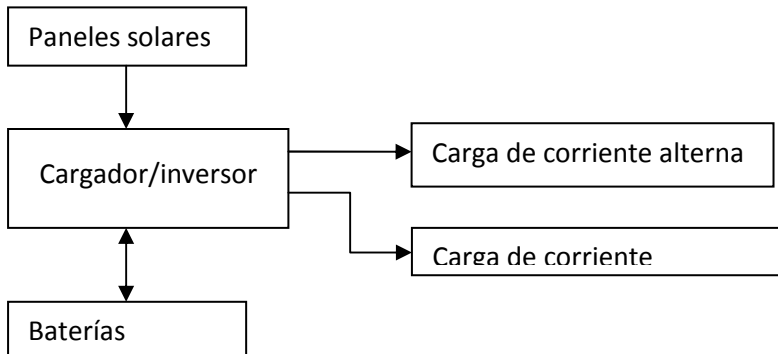 Paneles solares
Cargador/inversor
Carga de corriente alterna
Carga de corriente
Baterías